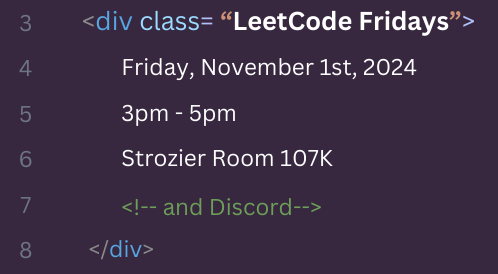 3 <div class= “LeetCode Fridays”>
4 Friday, November 1st, 2024
5 3pm - 5pm
6 Strozier Room 107K
7 <!-- and Discord-->
8 </div>